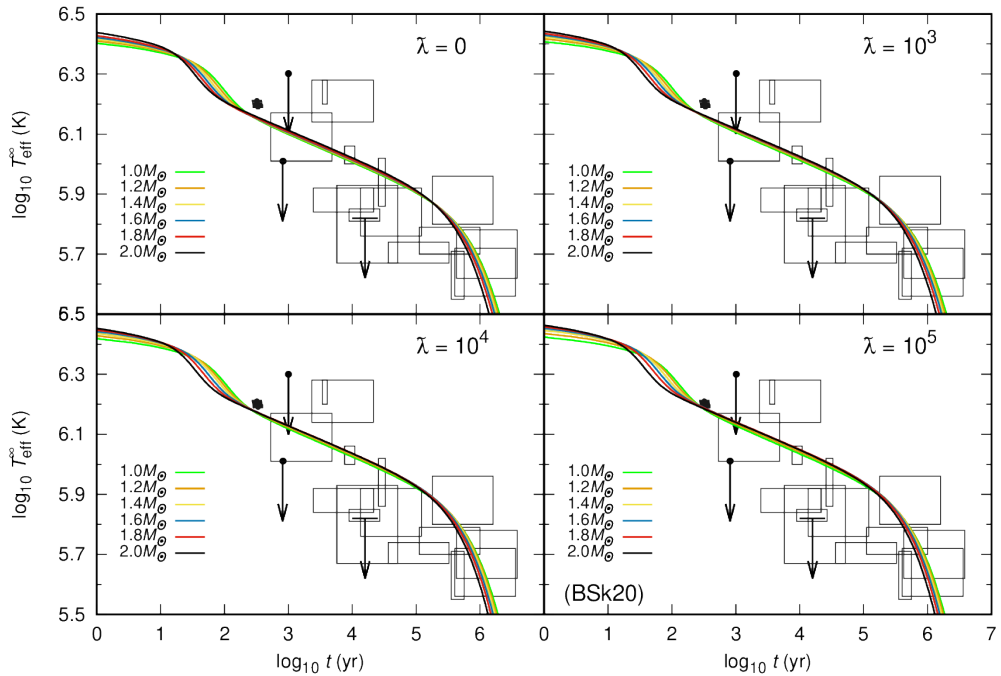 6.5
λ̃ = 0
λ̃ = 10³
6.3
6.1
5.9
5.7
6.5
log₁₀ T∞eff (K)
1.0M⊙
1.2M⊙
1.4M⊙
1.6M⊙
1.8M⊙
2.0M⊙
1.0M⊙
1.2M⊙
1.4M⊙
1.6M⊙
1.8M⊙
2.0M⊙
λ̃ = 10⁴
λ̃ = 10⁵
6.3
6.1
5.9
5.7
5.5
log₁₀ T∞eff (K)
1.0M⊙
1.2M⊙
1.4M⊙
1.6M⊙
1.8M⊙
2.0M⊙
1.0M⊙
1.2M⊙
1.4M⊙
1.6M⊙
1.8M⊙
2.0M⊙
(BSk20)
0 1 2 3 4 5 6 0 1 2 3 4 5 6 7
log₁₀ t (yr) log₁₀ t (yr)